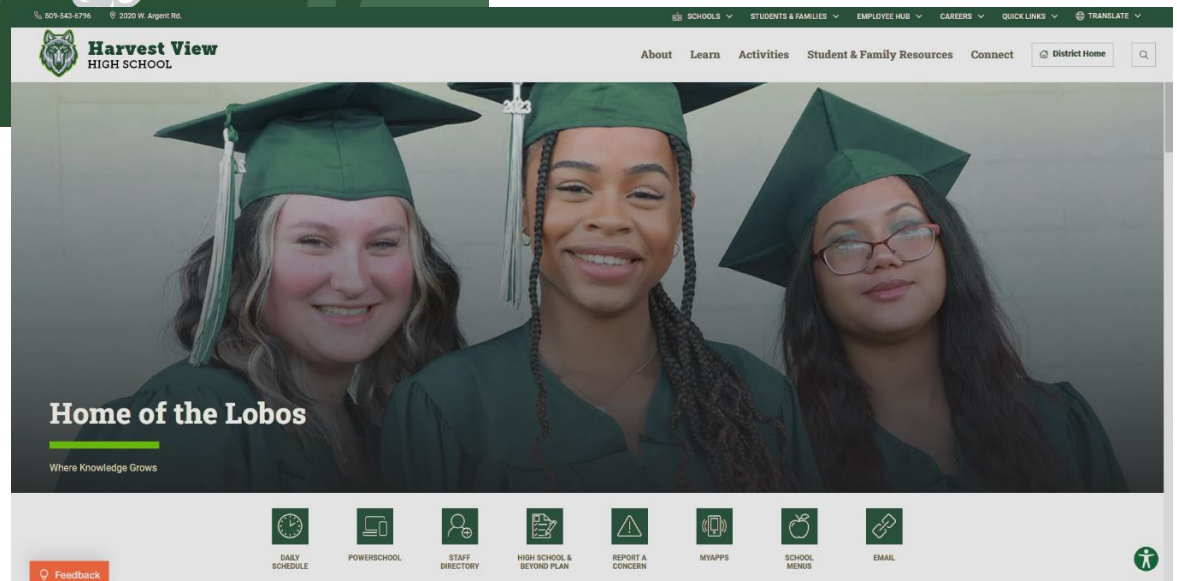 509-543-6796 2020 W. Argent Rd. SCHOOLS STUDENTS & FAMILIES EMPLOYEE HUB CAREERS QUICK LINKS TRANSLATE
Harvest View
HIGH SCHOOL
About Learn Activities Student & Family Resources Connect District Home
2023
Home of the Lobos
Where Knowledge Grows
DAILY
SCHEDULE
POWERSCHOOL
STAFF
DIRECTORY
HIGH SCHOOL &
BEYOND PLAN
REPORT A
CONCERN
MYAPPS
SCHOOL
MENUS
EMAIL
Feedback